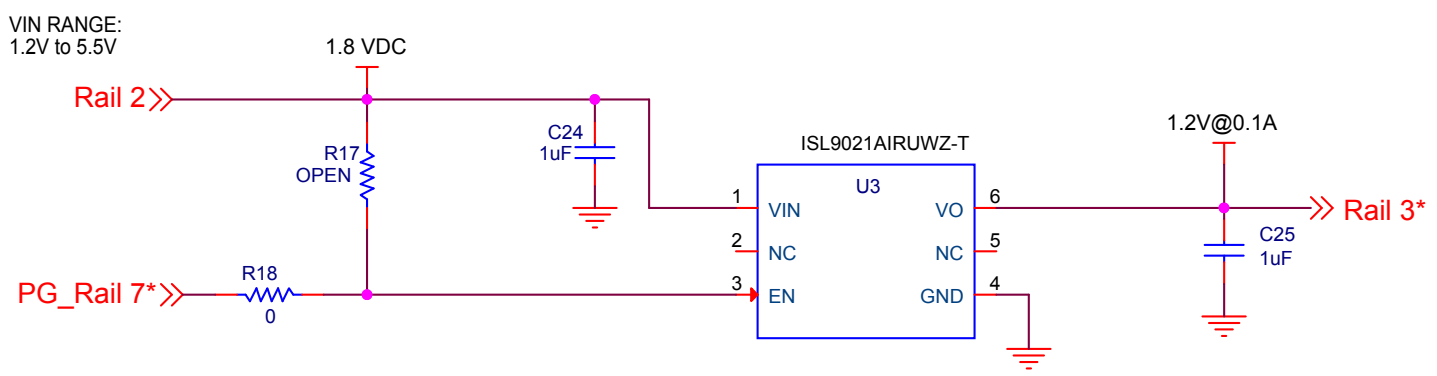 VIN RANGE:
1.2V to 5.5V
1.8 VDC
Rail 2
R17
OPEN
C24
1uF
ISL9021AIRUWZ-T
U3
1.2V@0.1A
1
VIN
VO
6
Rail 3*
2
NC
NC
5
C25
1uF
PG_Rail 7*
R18
0
3
EN
GND
4